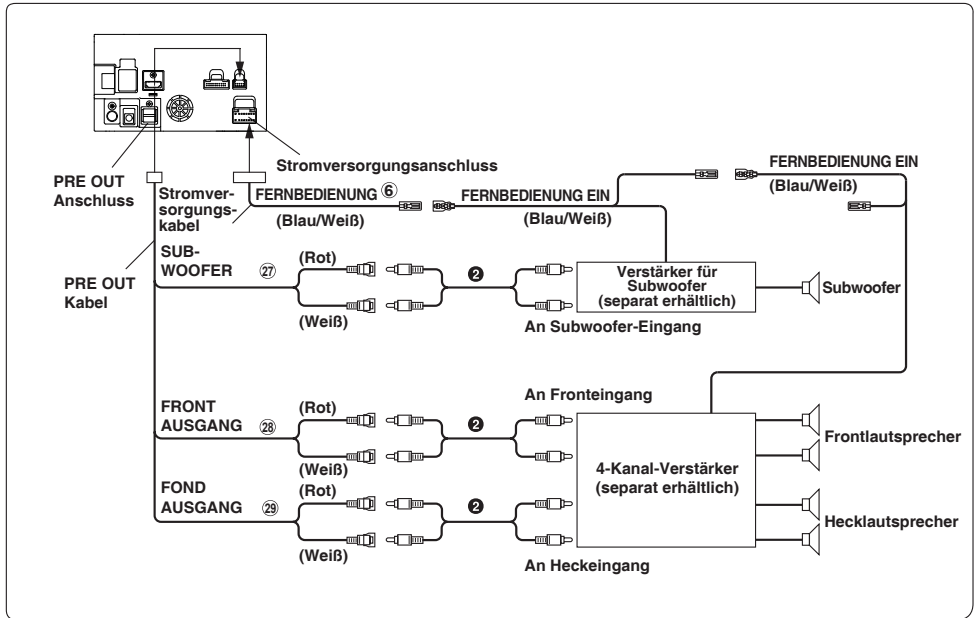 Stromversorgungsanschluss
PRE OUT
Anschluss
Stromver-
sorgungs-
kabel
FERNBEDIENUNG ⑥
(Blau/Weiß)
FERNBEDIENUNG EIN
(Blau/Weiß)
FERNBEDIENUNG EIN
(Blau/Weiß)
PRE OUT
Kabel
SUB-
WOOFER ㉗
(Rot)
(Weiß)
❷
Verstärker für
Subwoofer
(separat erhältlich)
Subwoofer
An Subwoofer-Eingang
FRONT
AUSGANG ㉘
(Rot)
(Weiß)
❷
An Fronteingang
4-Kanal-Verstärker
(separat erhältlich)
Frontlautsprecher
FOND
AUSGANG ㉙
(Rot)
(Weiß)
❷
An Heckeingang
Hecklautsprecher